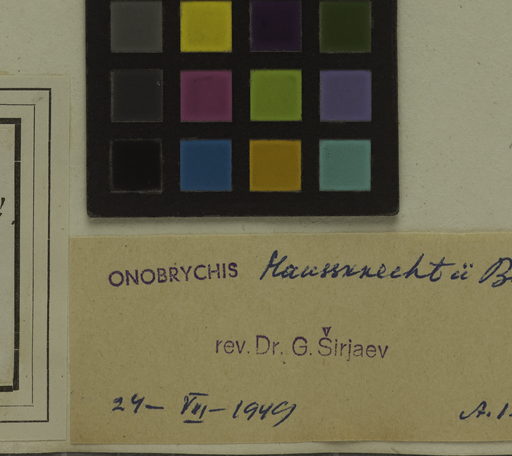 ONOBRYCHIS Haussknechtii
rev. Dr. G. Širjaev
24– VII –1949